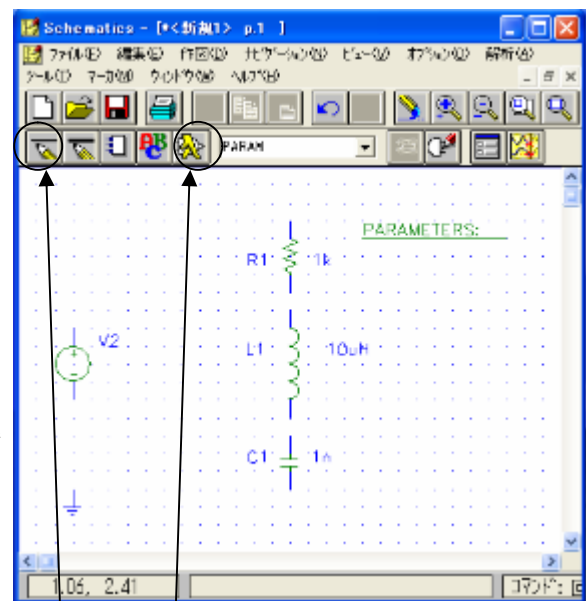 Schematics - [*<新規1> p.1 ]
ファイル(E) 編集(E) 作図(D) ナビゲーション(N) ビュー(V) オプション(O) 解析(A)
ツール(T) マーカ(M) ウィンドウ(W) ヘルプ(H)
ABC
PARAM
PARAMETERS:
R1 1k
V2
L1 10uH
C1 1n
1.06, 2.41
コマンド: